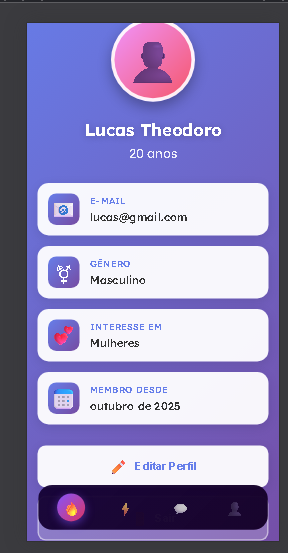 Lucas Theodoro
20 anos
E-MAIL
lucas@gmail.com
GÊNERO
Masculino
INTERESSE EM
Mulheres
MEMBRO DESDE
outubro de 2025
Editar Perfil